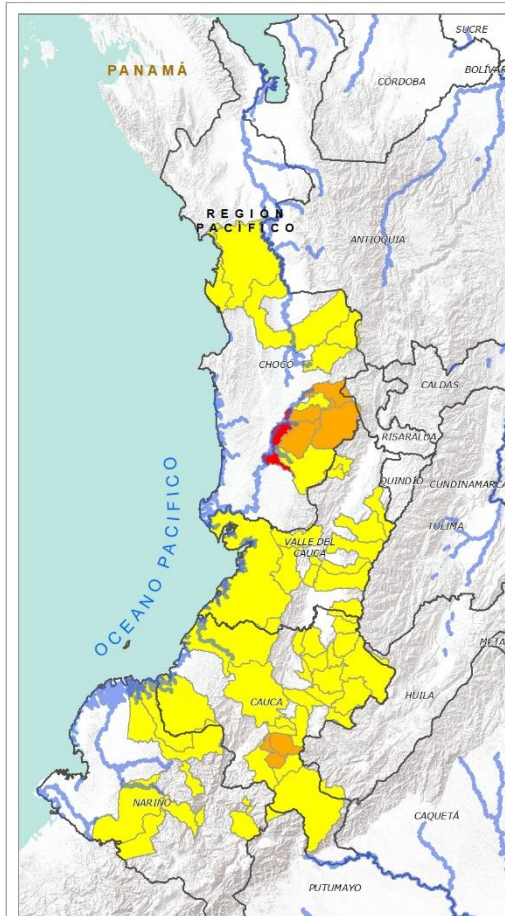 SUCRE
PANAMÁ
BOLÍVAR
CÓRDOBA
REGIÓN
PACÍFICO
ANTIOQUIA
CHOCÓ
CALDAS
RISARALDA
QUINDÍO
CUNDINAMARCA
TULIMA
VALLE DEL
CAUCA
OCEANO PACIFICO
META
HUILA
CAUCA
NARIÑO
CAQUETÁ
PUTUMAYO